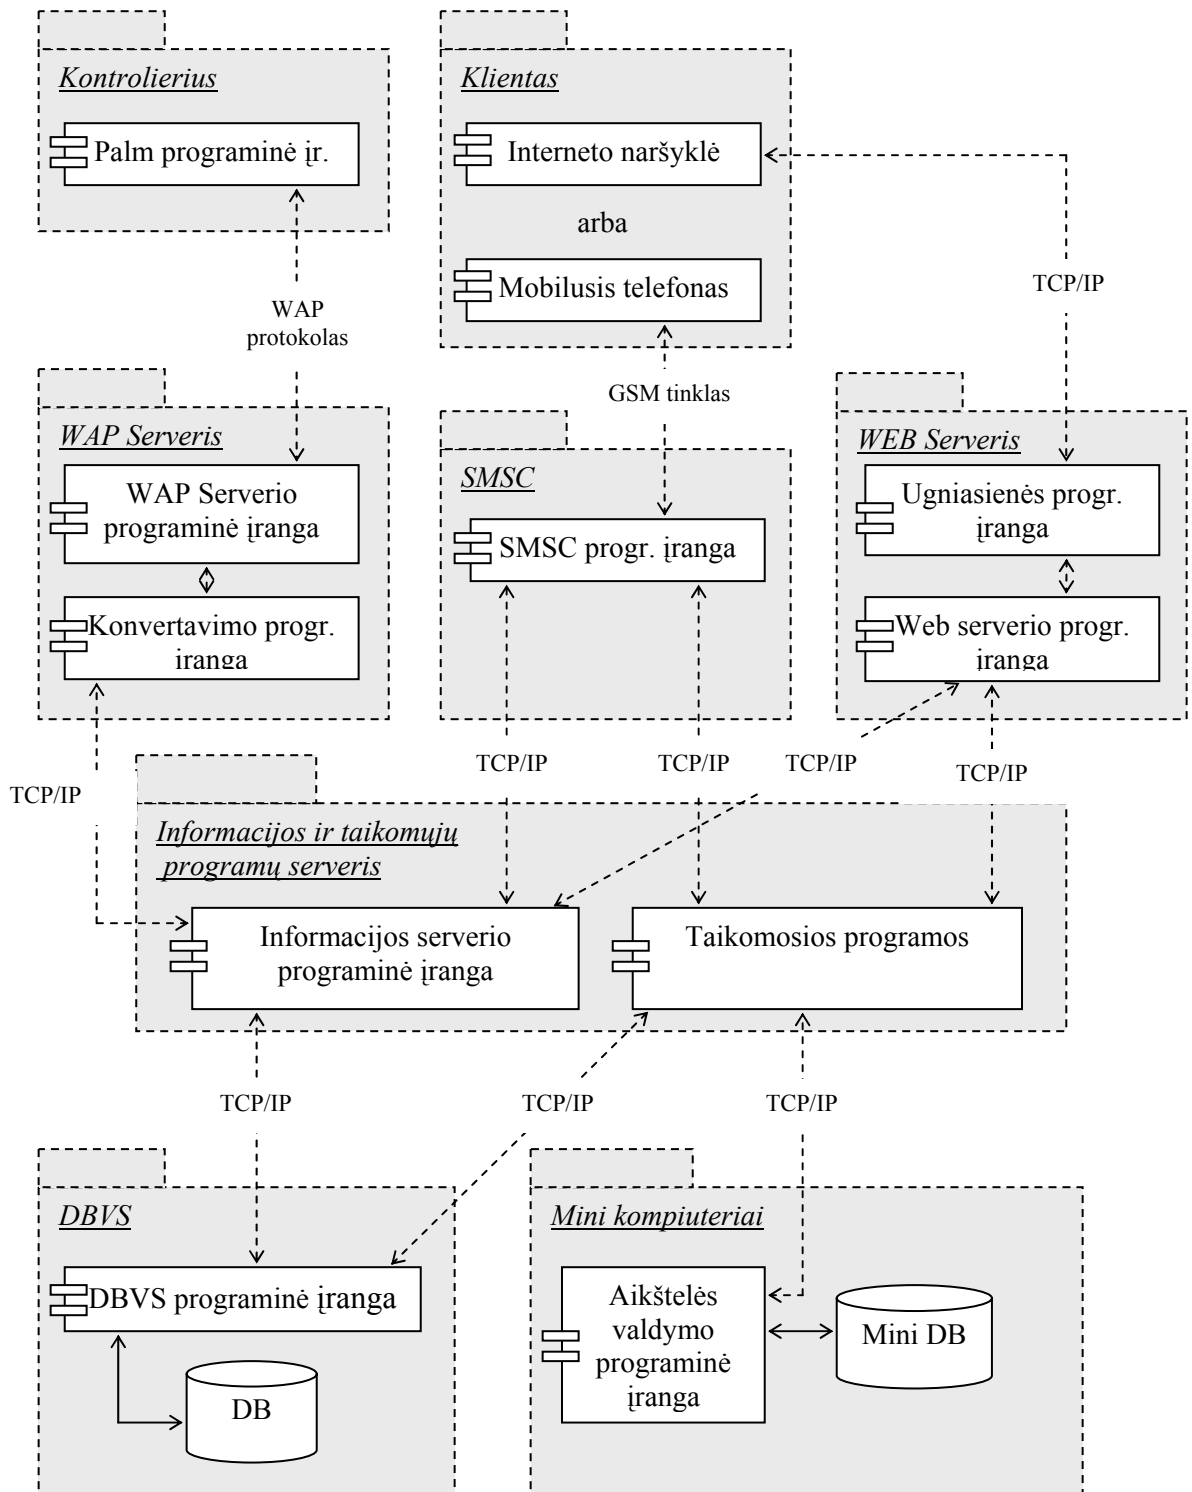 Kontrolierius
Palm programinė įr.
Klientas
Interneto naršyklė
arba
Mobilusis telefonas
WAP
protokolas
TCP/IP
GSM tinklas
WAP Serveris
WAP Serverio
programinė įranga
Konvertavimo progr.
įranga
SMSC
SMSC progr. įranga
WEB Serveris
Ugniasienės progr.
įranga
Web serverio progr.
įranga
TCP/IP
TCP/IP
TCP/IP
TCP/IP
TCP/IP
Informacijos ir taikomųjų
programų serveris
Informacijos serverio
programinė įranga
Taikomosios programos
TCP/IP
TCP/IP
TCP/IP
DBVS
DBVS programinė įranga
DB
Mini kompiuteriai
Aikštelės
valdymo
programinė
įranga
Mini DB